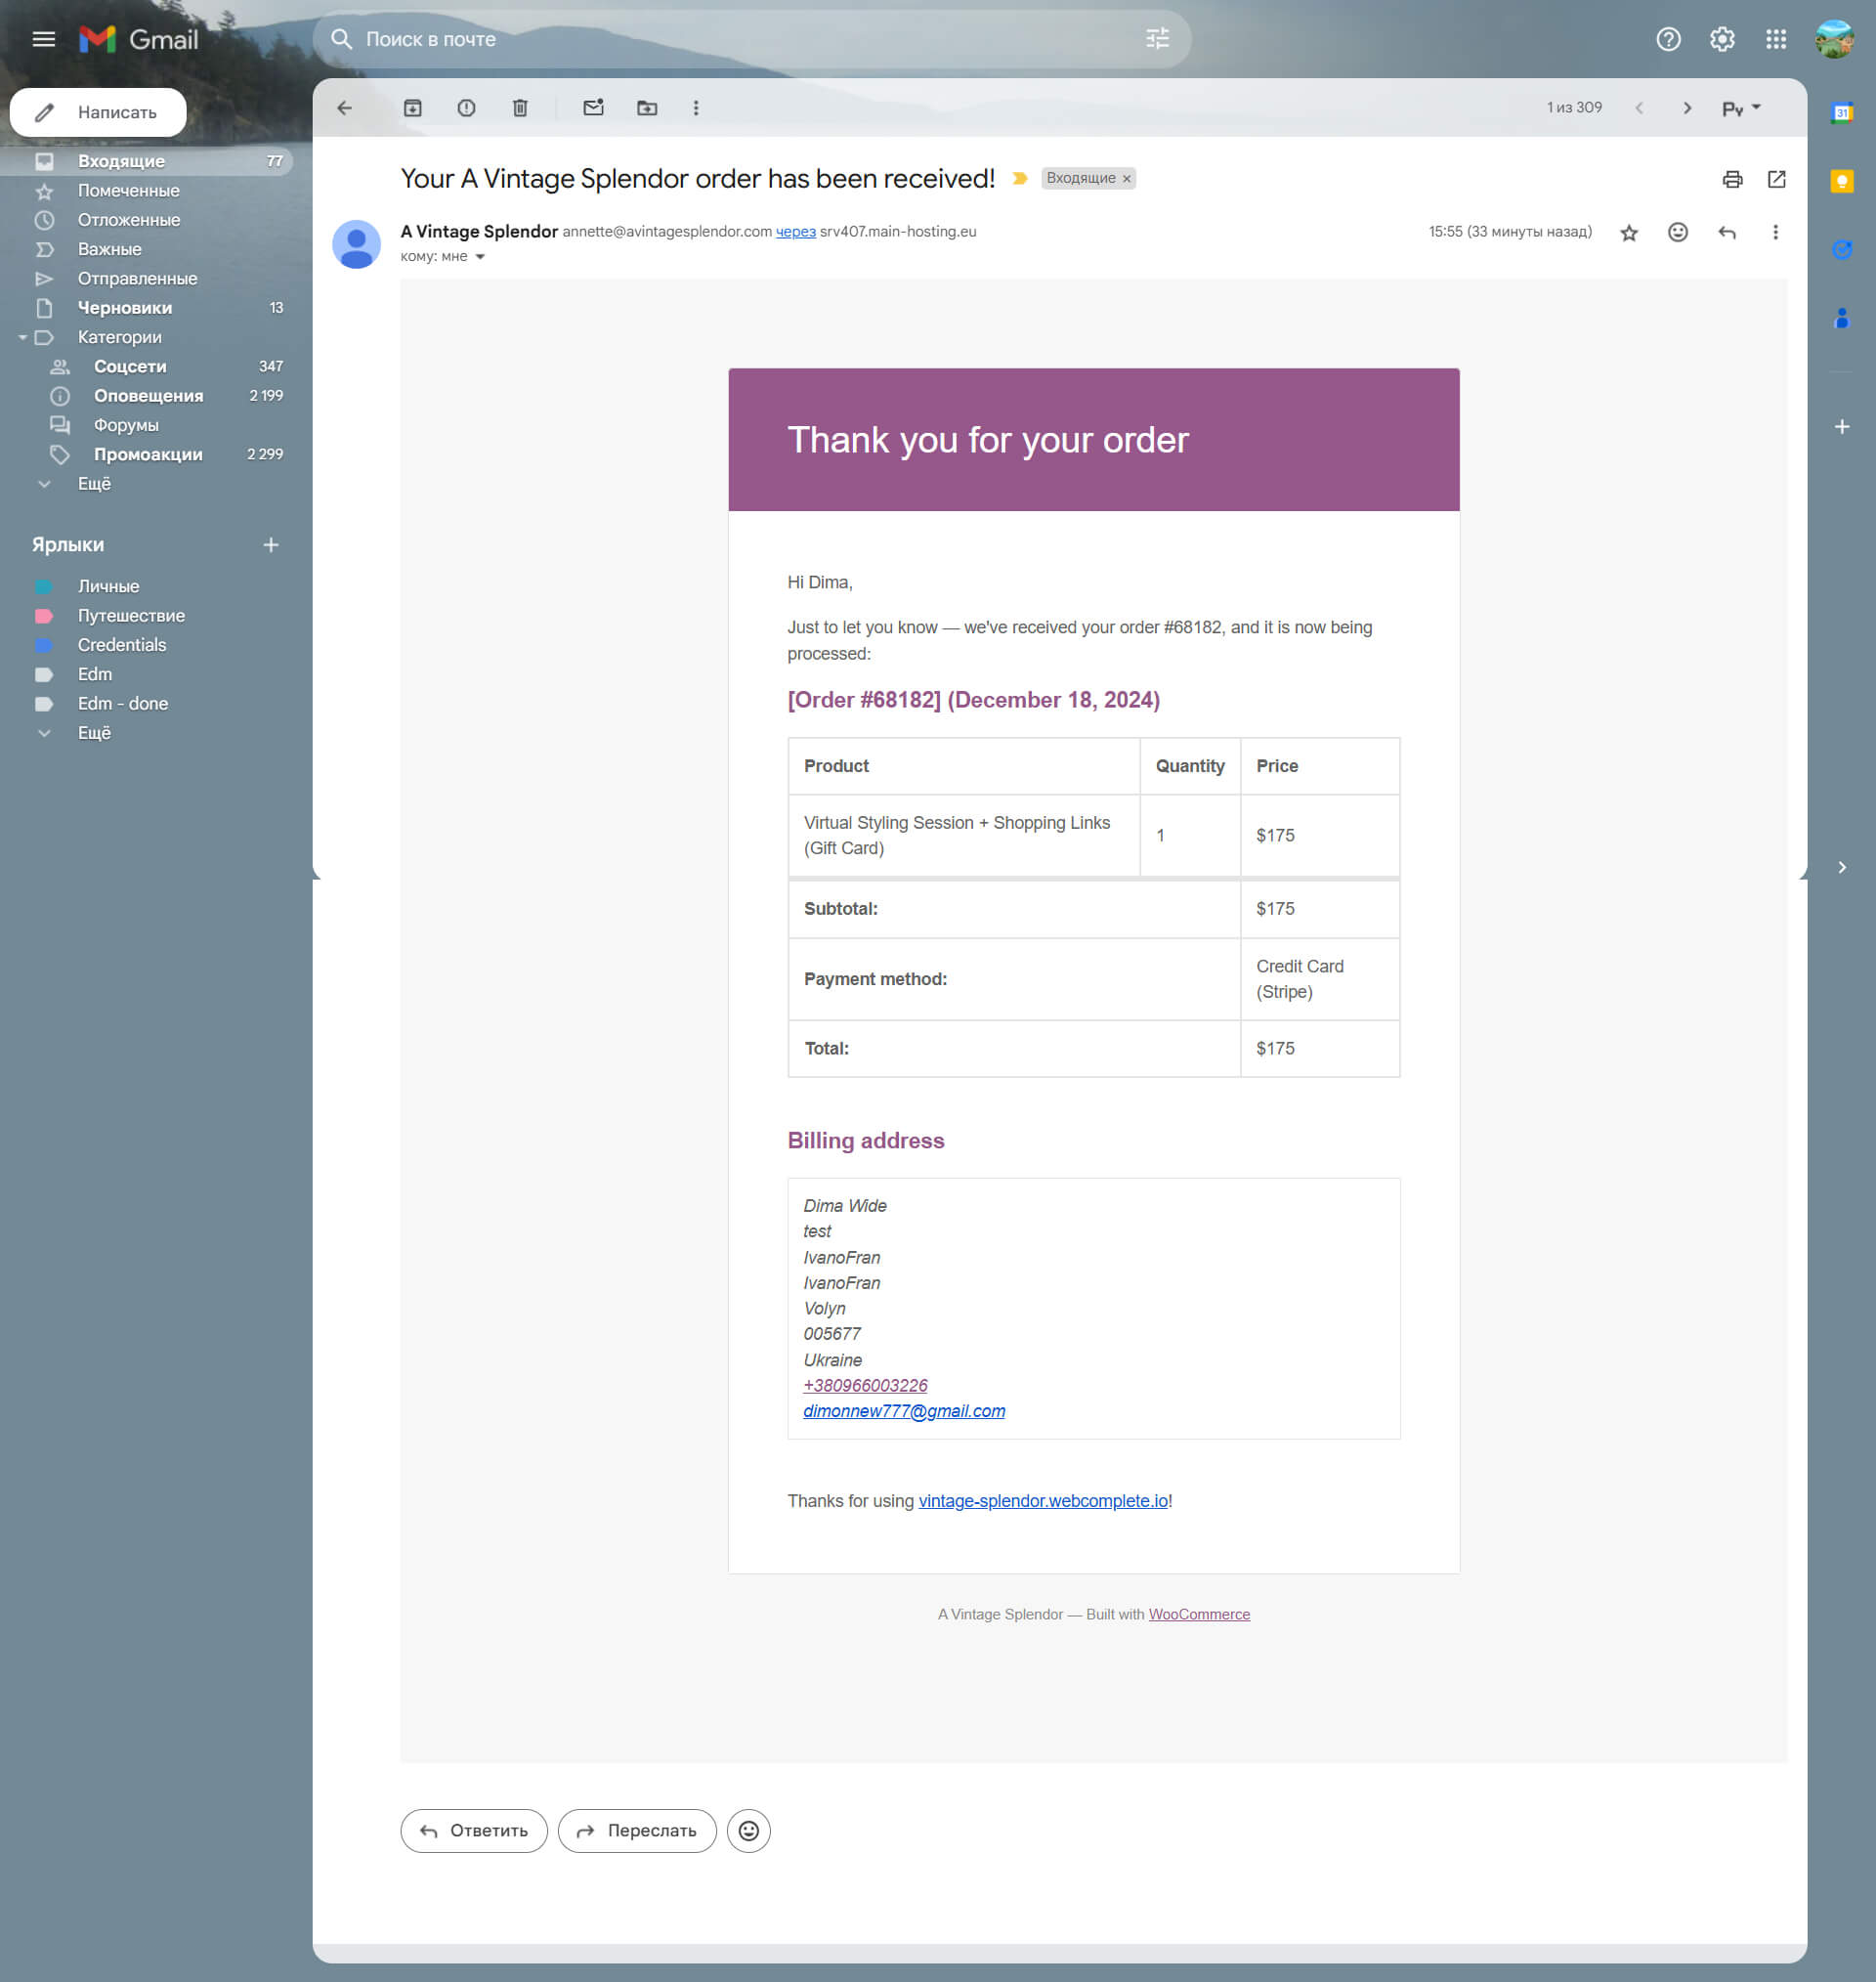 Gmail
Поиск в почте
Написать
1 из 309
Ру
31
Входящие 77
Помеченные
Отложенные
Важные
Отправленные
Черновики 13
Категории
Соцсети 347
Оповещения 2 199
Форумы
Промоакции 2 299
Ещё
Ярлыки
Личные
Путешествие
Credentials
Edm
Edm - done
Ещё
Your A Vintage Splendor order has been received!
Входящие ×
A Vintage Splendor annette@avintagesplendor.com через srv407.main-hosting.eu
15:55 (33 минуты назад)
кому: мне
Thank you for your order
Hi Dima,
Just to let you know — we've received your order #68182, and it is now being
processed:
[Order #68182] (December 18, 2024)
Product Quantity Price
Virtual Styling Session + Shopping Links
(Gift Card)
1
$175
Subtotal: $175
Payment method:
Credit Card
(Stripe)
Total: $175
Billing address
Dima Wide
test
IvanoFran
IvanoFran
Volyn
005677
Ukraine
+380966003226
dimonnew777@gmail.com
Thanks for using vintage-splendor.webcomplete.io!
A Vintage Splendor — Built with WooCommerce
Ответить
Переслать